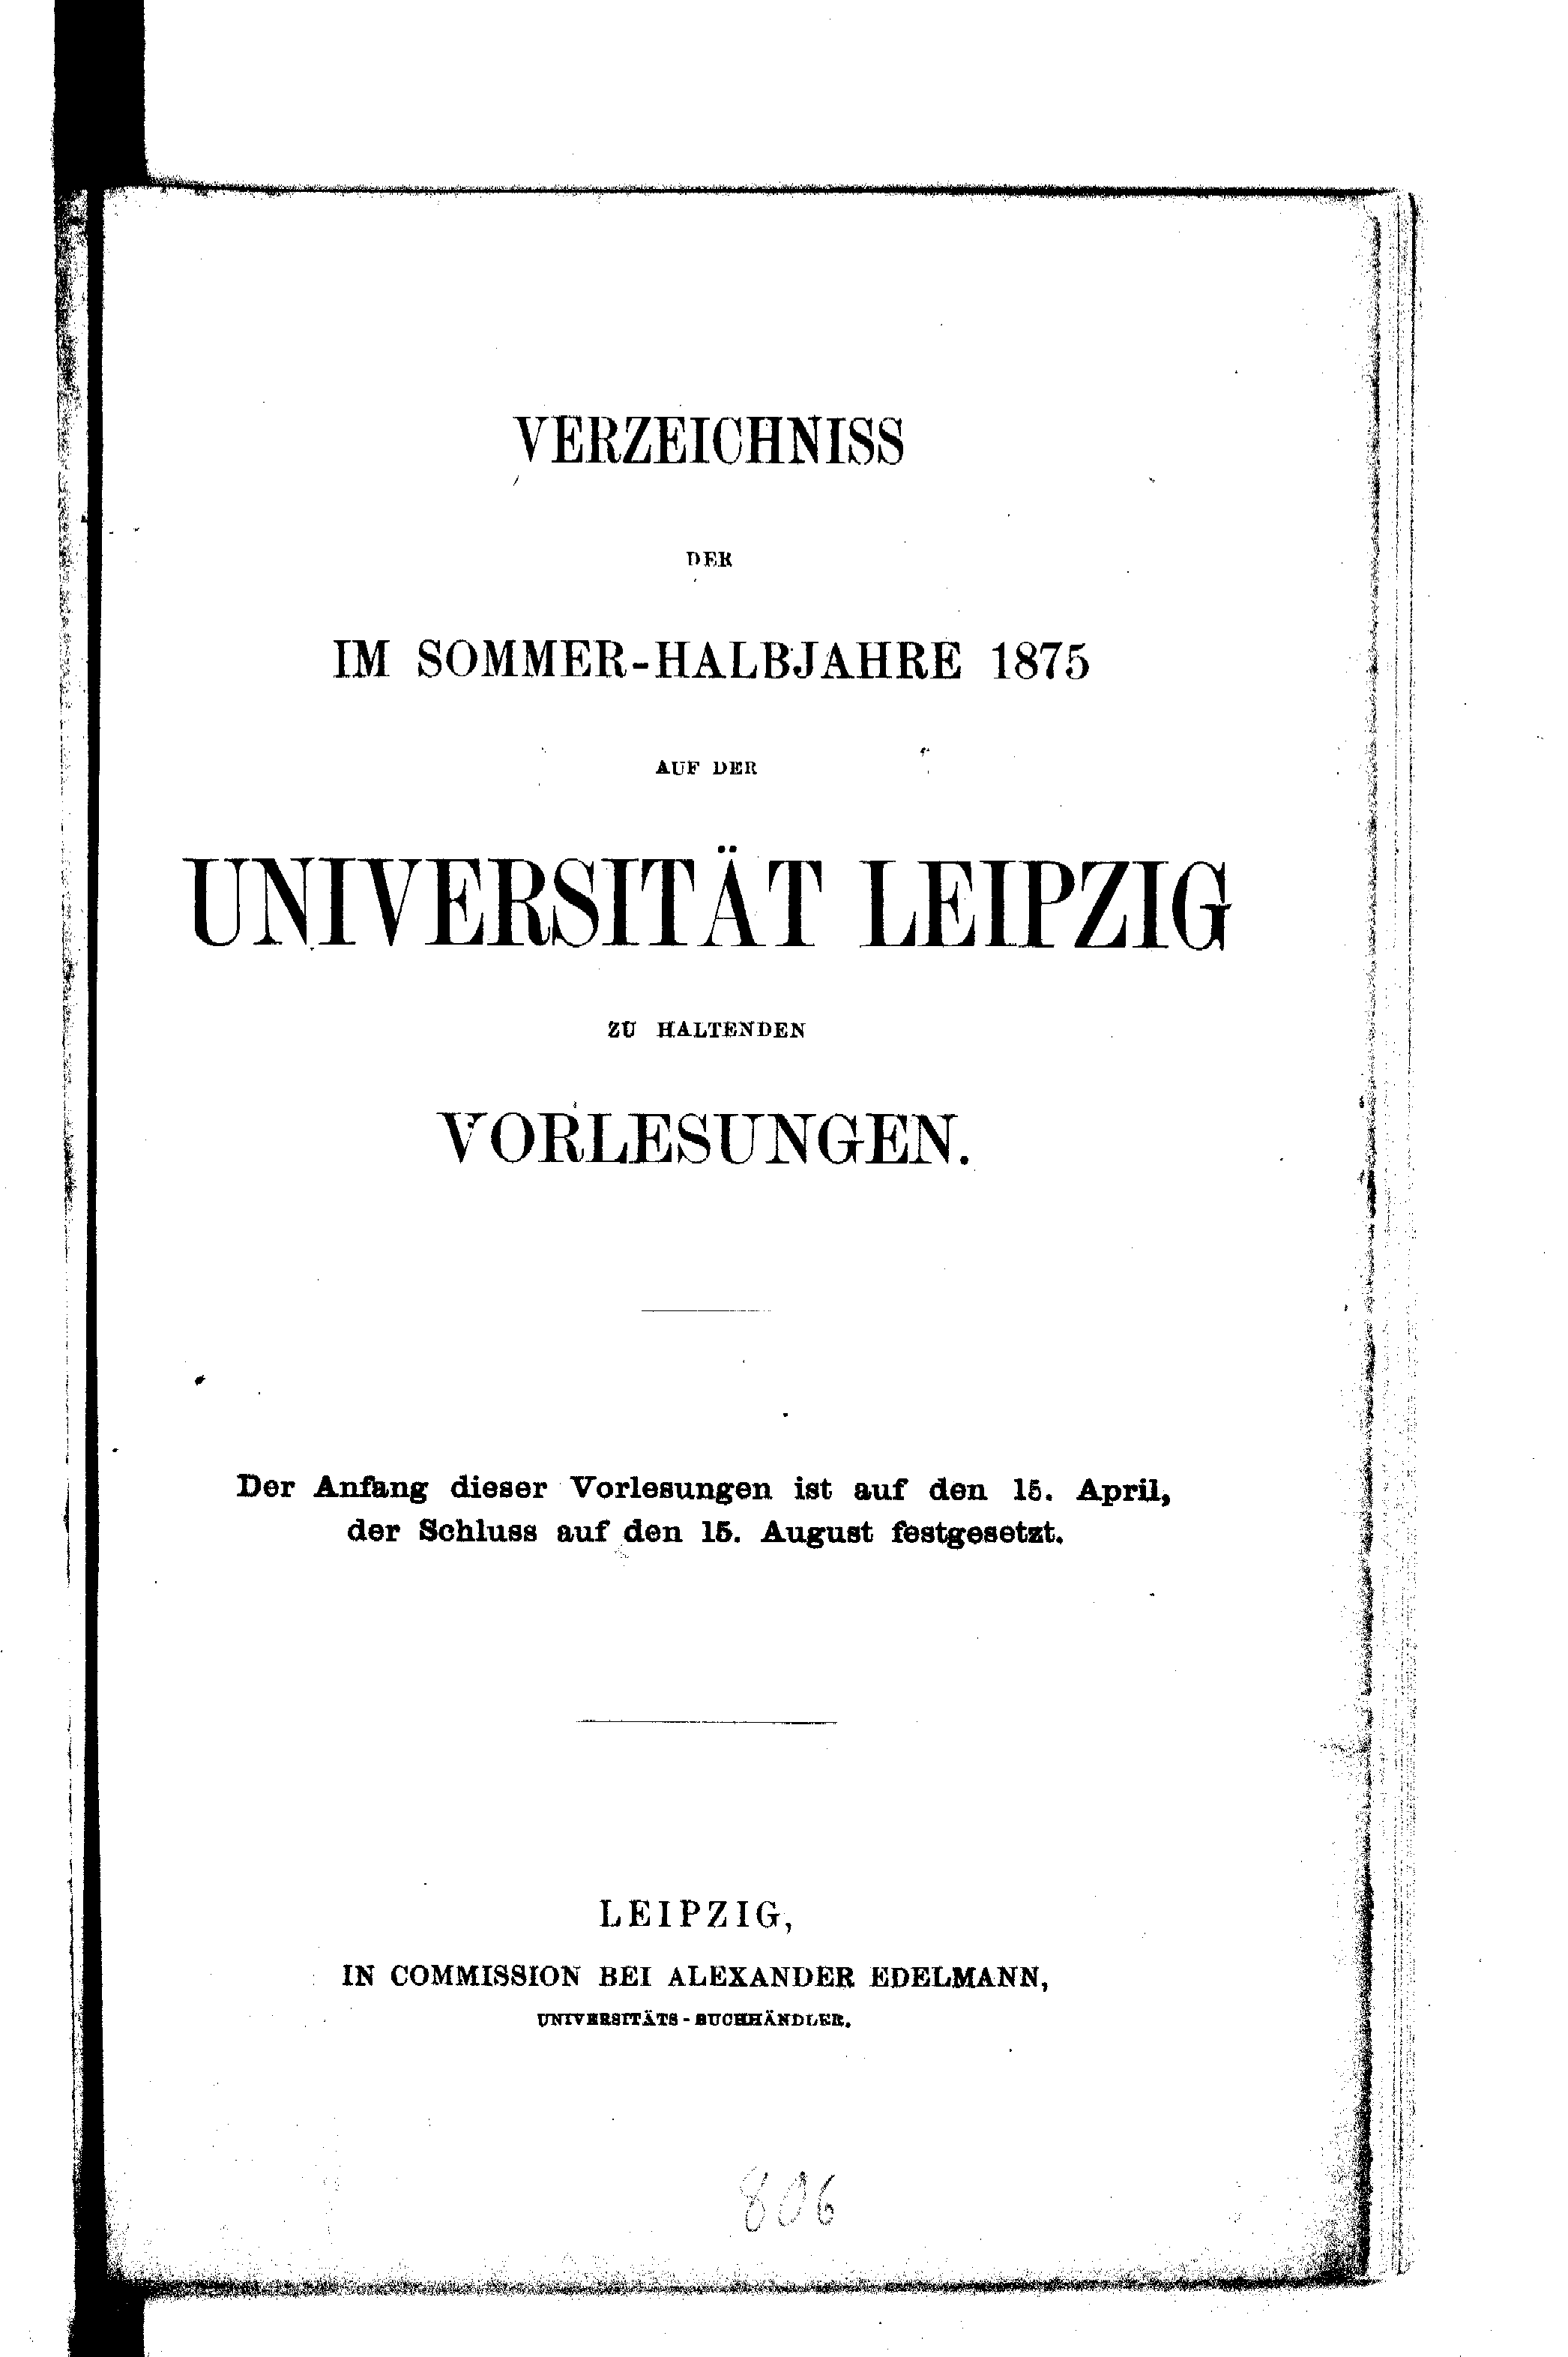 VERZEICHNISS
DER
IM SOMMER-HALBJAHRE 1875
AUF DER
UNIVERSITÄT LEIPZIG
ZU HALTENDEN
VORLESUNGEN.
Der Anfang dieser Vorlesungen ist auf den 15. April,
der Schluss auf den 15. August festgesetzt.
LEIPZIG,
IN COMMISSION BEI ALEXANDER EDELMANN,
UNIVERSITÄTS-BUCHHÄNDLER.
806